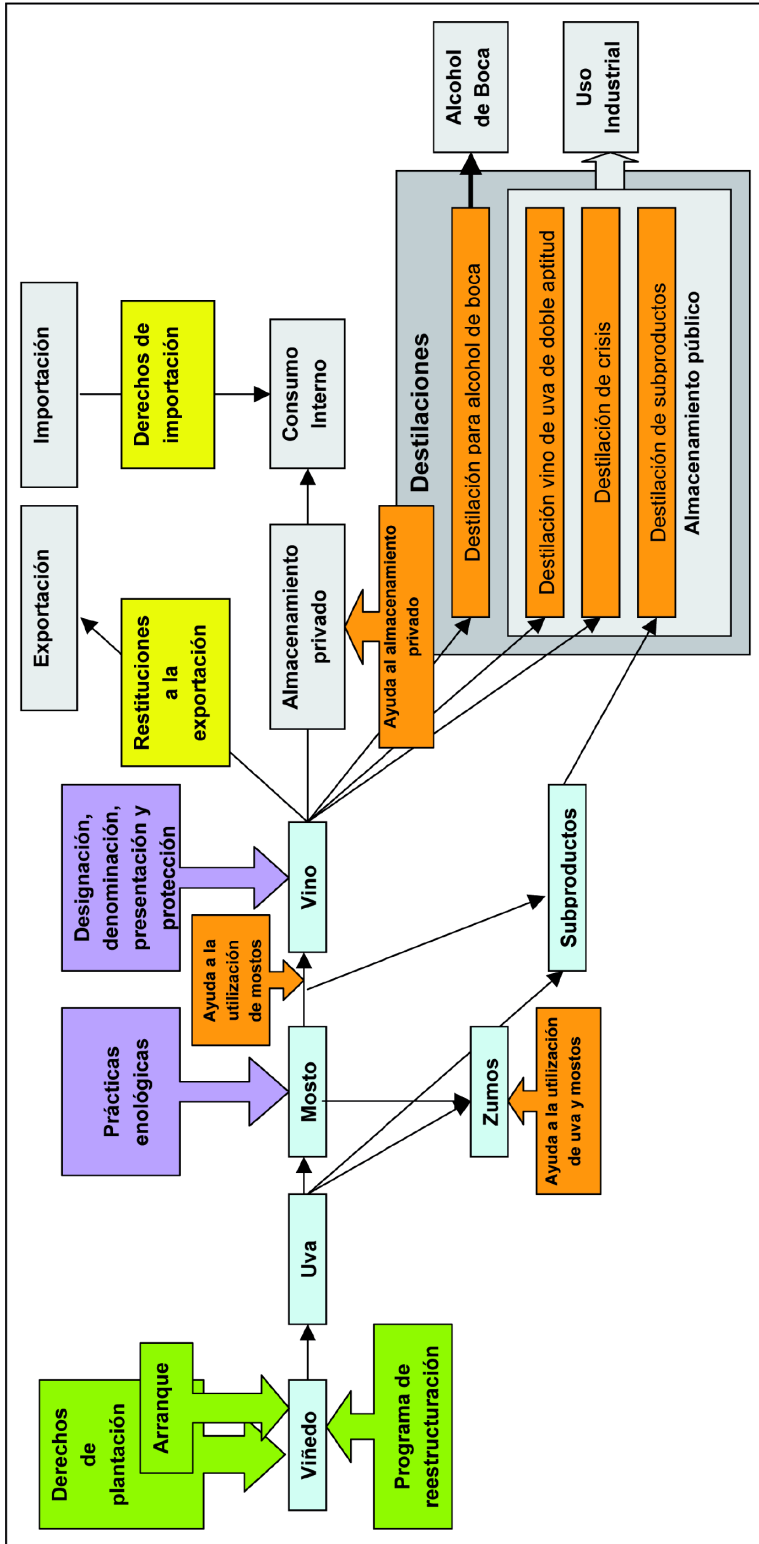 Derechos
de
plantación
Arranque
Viñedo
Programa de
reestructuración
Uva
Prácticas
enológicas
Mosto
Zumos
Ayuda a la utilización
de uva y mostos
Ayuda a la
utilización
de mostos
Designación,
denominación,
presentación y
protección
Vino
Subproductos
Restituciones
a la
exportación
Exportación
Almacenamiento
privado
Ayuda al almacenamiento
privado
Importación
Derechos de
importación
Consumo
Interno
Destilaciones
Destilación para alcohol de boca
Destilación vino de uva de doble aptitud
Destilación de crisis
Destilación de subproductos
Almacenamiento público
Alcohol
de Boca
Uso
Industrial